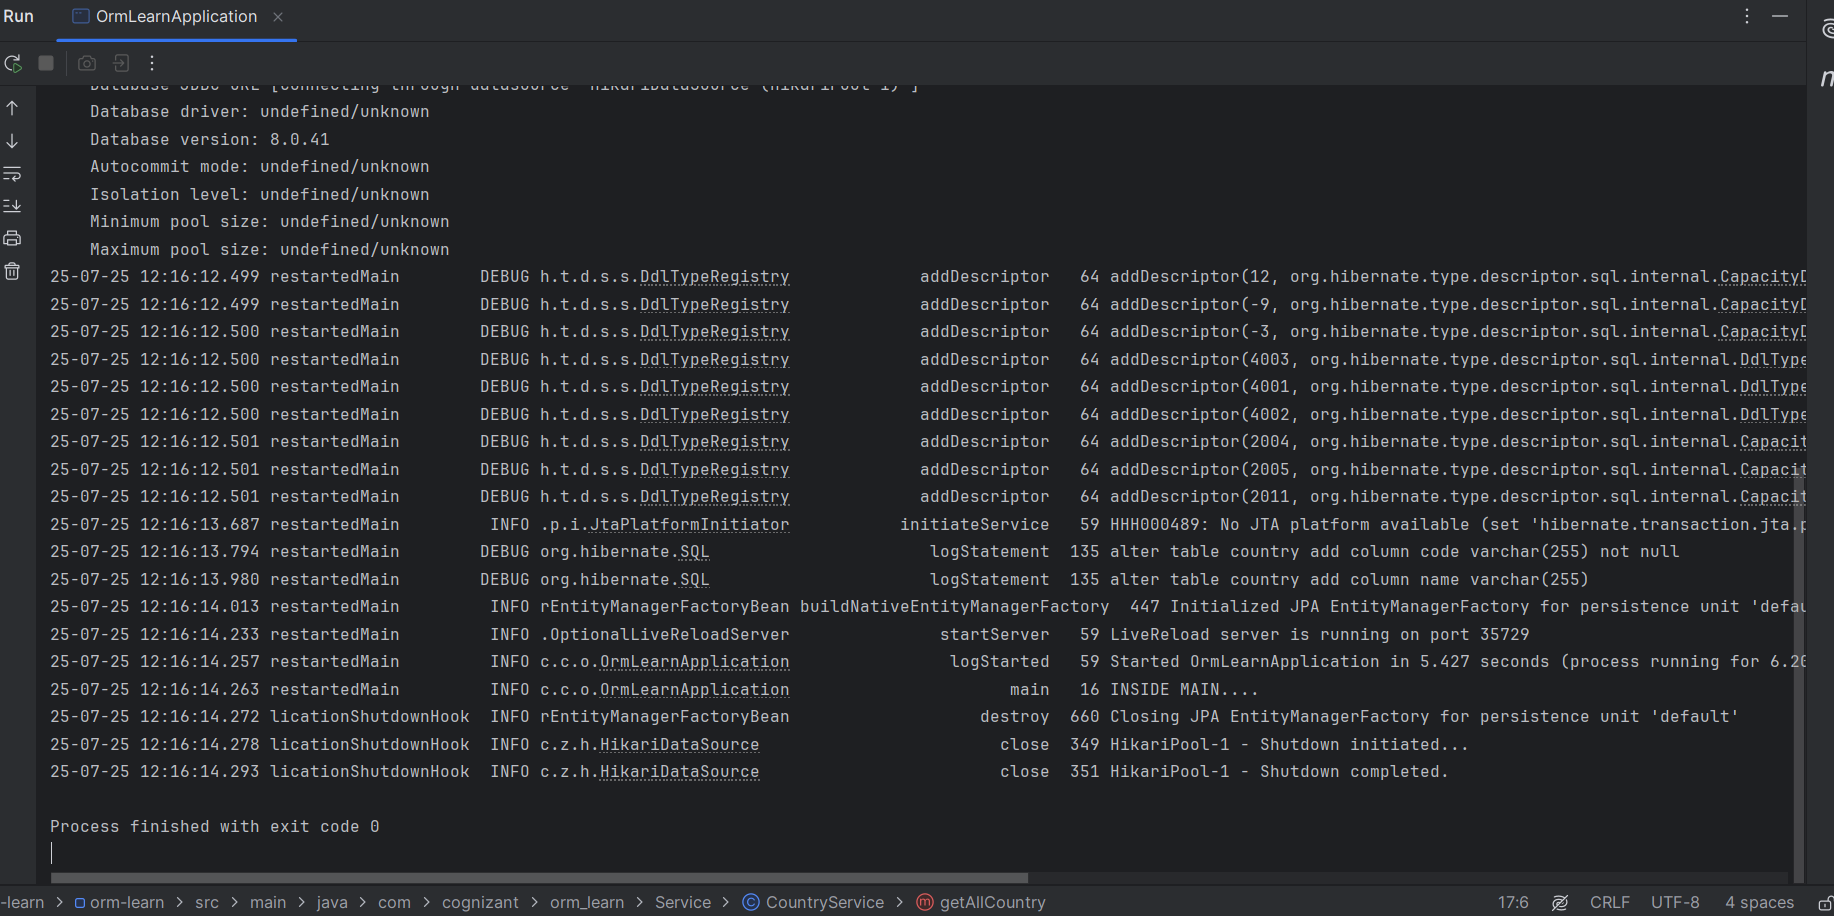 Run OrmLearnApplication
Database JDBC URL [Connecting through datasource 'HikariDataSource (HikariPool-1)']
Database driver: undefined/unknown
Database version: 8.0.41
Autocommit mode: undefined/unknown
Isolation level: undefined/unknown
Minimum pool size: undefined/unknown
Maximum pool size: undefined/unknown
25-07-25 12:16:12.499 restartedMain DEBUG h.t.d.s.s.DdlTypeRegistry addDescriptor 64 addDescriptor(12, org.hibernate.type.descriptor.sql.internal.CapacityD
25-07-25 12:16:12.499 restartedMain DEBUG h.t.d.s.s.DdlTypeRegistry addDescriptor 64 addDescriptor(-9, org.hibernate.type.descriptor.sql.internal.CapacityD
25-07-25 12:16:12.500 restartedMain DEBUG h.t.d.s.s.DdlTypeRegistry addDescriptor 64 addDescriptor(-3, org.hibernate.type.descriptor.sql.internal.CapacityD
25-07-25 12:16:12.500 restartedMain DEBUG h.t.d.s.s.DdlTypeRegistry addDescriptor 64 addDescriptor(4003, org.hibernate.type.descriptor.sql.internal.DdlType
25-07-25 12:16:12.500 restartedMain DEBUG h.t.d.s.s.DdlTypeRegistry addDescriptor 64 addDescriptor(4001, org.hibernate.type.descriptor.sql.internal.DdlType
25-07-25 12:16:12.500 restartedMain DEBUG h.t.d.s.s.DdlTypeRegistry addDescriptor 64 addDescriptor(4002, org.hibernate.type.descriptor.sql.internal.DdlType
25-07-25 12:16:12.501 restartedMain DEBUG h.t.d.s.s.DdlTypeRegistry addDescriptor 64 addDescriptor(2004, org.hibernate.type.descriptor.sql.internal.Capacit
25-07-25 12:16:12.501 restartedMain DEBUG h.t.d.s.s.DdlTypeRegistry addDescriptor 64 addDescriptor(2005, org.hibernate.type.descriptor.sql.internal.Capacit
25-07-25 12:16:12.501 restartedMain DEBUG h.t.d.s.s.DdlTypeRegistry addDescriptor 64 addDescriptor(2011, org.hibernate.type.descriptor.sql.internal.Capacit
25-07-25 12:16:13.687 restartedMain INFO .p.i.JtaPlatformInitiator initiateService 59 HHH000489: No JTA platform available (set 'hibernate.transaction.jta.p
25-07-25 12:16:13.794 restartedMain DEBUG org.hibernate.SQL logStatement 135 alter table country add column code varchar(255) not null
25-07-25 12:16:13.980 restartedMain DEBUG org.hibernate.SQL logStatement 135 alter table country add column name varchar(255)
25-07-25 12:16:14.013 restartedMain INFO rEntityManagerFactoryBean buildNativeEntityManagerFactory 447 Initialized JPA EntityManagerFactory for persistence unit 'defau
25-07-25 12:16:14.233 restartedMain INFO .OptionalLiveReloadServer startServer 59 LiveReload server is running on port 35729
25-07-25 12:16:14.257 restartedMain INFO c.c.o.OrmLearnApplication logStarted 59 Started OrmLearnApplication in 5.427 seconds (process running for 6.20
25-07-25 12:16:14.263 restartedMain INFO c.c.o.OrmLearnApplication main 16 INSIDE MAIN....
25-07-25 12:16:14.272 licationShutdownHook INFO rEntityManagerFactoryBean destroy 660 Closing JPA EntityManagerFactory for persistence unit 'default'
25-07-25 12:16:14.278 licationShutdownHook INFO c.z.h.HikariDataSource close 349 HikariPool-1 - Shutdown initiated...
25-07-25 12:16:14.293 licationShutdownHook INFO c.z.h.HikariDataSource close 351 HikariPool-1 - Shutdown completed.
Process finished with exit code 0
-learn > orm-learn > src > main > java > com > cognizant > orm_learn > Service > CountryService > getAllCountry 17:6 CRLF UTF-8 4 spaces